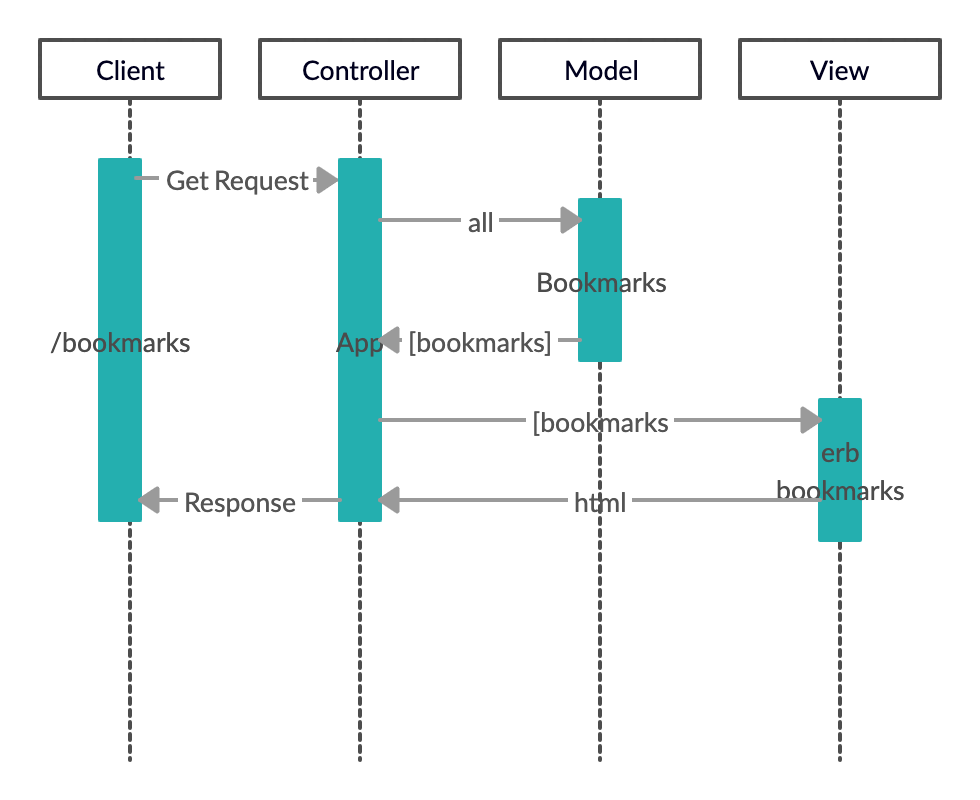 Client
Controller
Model
View
Get Request
all
Bookmarks
/bookmarks
App
[bookmarks]
[bookmarks
erb
bookmarks
Response
html